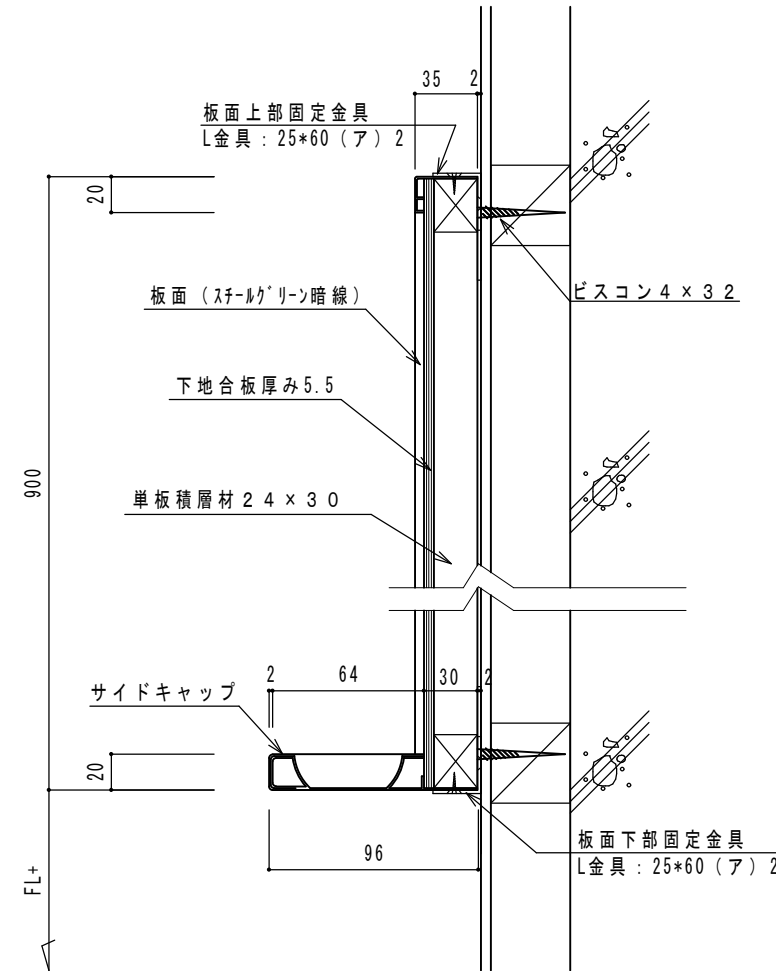 35 2
板面上部固定金具
L金具：25*60（ア）2
20
ビスコン４×３２
板面（ｽﾁｰﾙｸﾞﾘｰﾝ暗線）
下地合板厚み5.5
900
単板積層材２４×３０
2 64 30 2
サイドキャップ
20
板面下部固定金具
L金具：25*60（ア）2
96
FL+